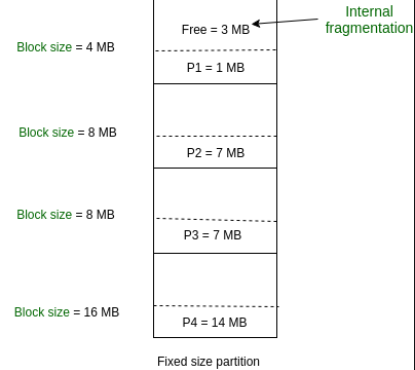 Internal
fragmentation
Free = 3 MB
Block size = 4 MB
P1 = 1 MB
Block size = 8 MB
P2 = 7 MB
Block size = 8 MB
P3 = 7 MB
Block size = 16 MB
P4 = 14 MB
Fixed size partition